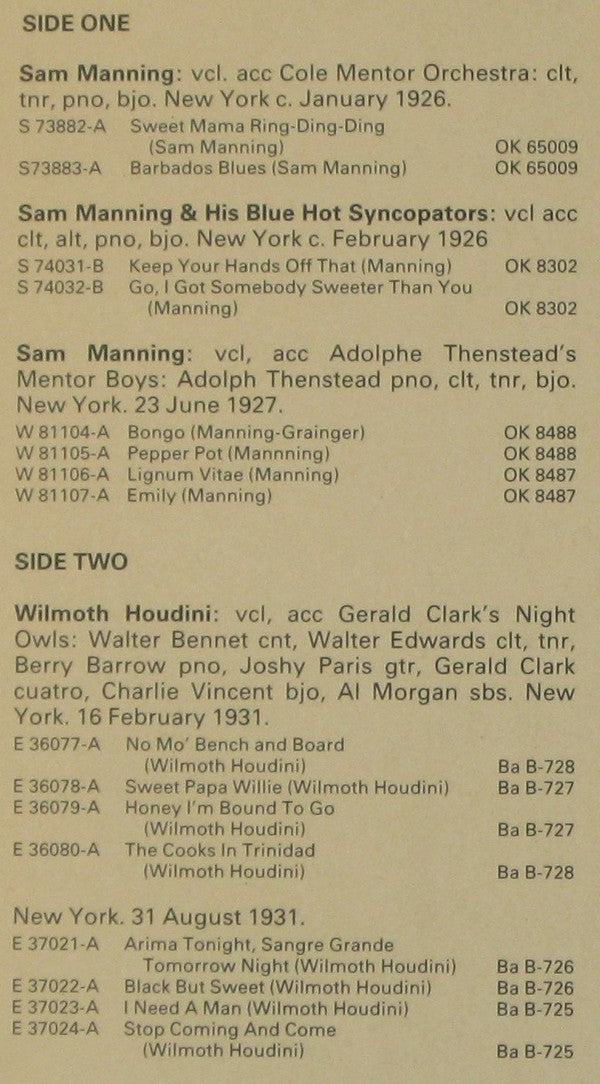 SIDE ONE
Sam Manning: vcl. acc Cole Mentor Orchestra: clt,
tnr, pno, bjo. New York c. January 1926.
S 73882-A Sweet Mama Ring-Ding-Ding
(Sam Manning) OK 65009
S73883-A Barbados Blues (Sam Manning) OK 65009
Sam Manning & His Blue Hot Syncopators: vcl acc
clt, alt, pno, bjo. New York c. February 1926
S 74031-B Keep Your Hands Off That (Manning) OK 8302
S 74032-B Go, I Got Somebody Sweeter Than You
(Manning) OK 8302
Sam Manning: vcl, acc Adolphe Thenstead's
Mentor Boys: Adolph Thenstead pno, clt, tnr, bjo.
New York. 23 June 1927.
W 81104-A Bongo (Manning-Grainger) OK 8488
W 81105-A Pepper Pot (Mannning) OK 8488
W 81106-A Lignum Vitae (Manning) OK 8487
W 81107-A Emily (Manning) OK 8487
SIDE TWO
Wilmoth Houdini: vcl, acc Gerald Clark's Night
Owls: Walter Bennet cnt, Walter Edwards clt, tnr,
Berry Barrow pno, Joshy Paris gtr, Gerald Clark
cuatro, Charlie Vincent bjo, Al Morgan sbs. New
York. 16 February 1931.
E 36077-A No Mo' Bench and Board
(Wilmoth Houdini) Ba B-728
E 36078-A Sweet Papa Willie (Wilmoth Houdini) Ba B-727
E 36079-A Honey I'm Bound To Go
(Wilmoth Houdini) Ba B-727
E 36080-A The Cooks In Trinidad
(Wilmoth Houdini) Ba B-728
New York. 31 August 1931.
E 37021-A Arima Tonight, Sangre Grande
Tomorrow Night (Wilmoth Houdini) Ba B-726
E 37022-A Black But Sweet (Wilmoth Houdini) Ba B-726
E 37023-A I Need A Man (Wilmoth Houdini) Ba B-725
E 37024-A Stop Coming And Come
(Wilmoth Houdini) Ba B-725